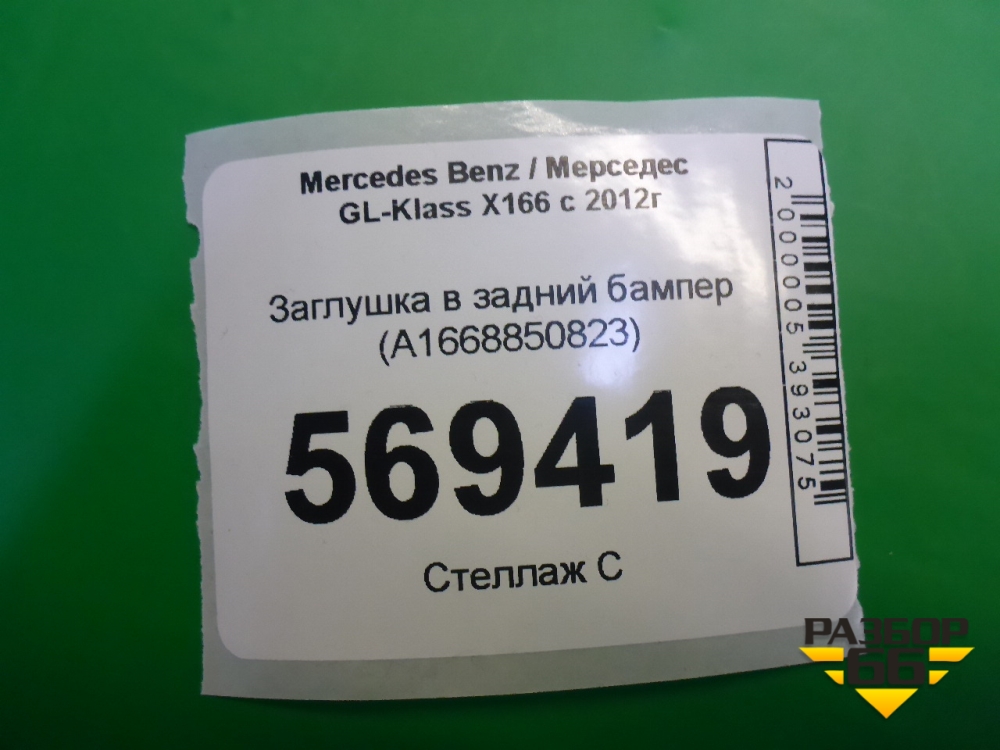 Mercedes Benz / Мерседес
GL-Klass X166 с 2012г
Заглушка в задний бампер
(A1668850823)
569419
Стеллаж С
2000005393075
РАЗБОР
66